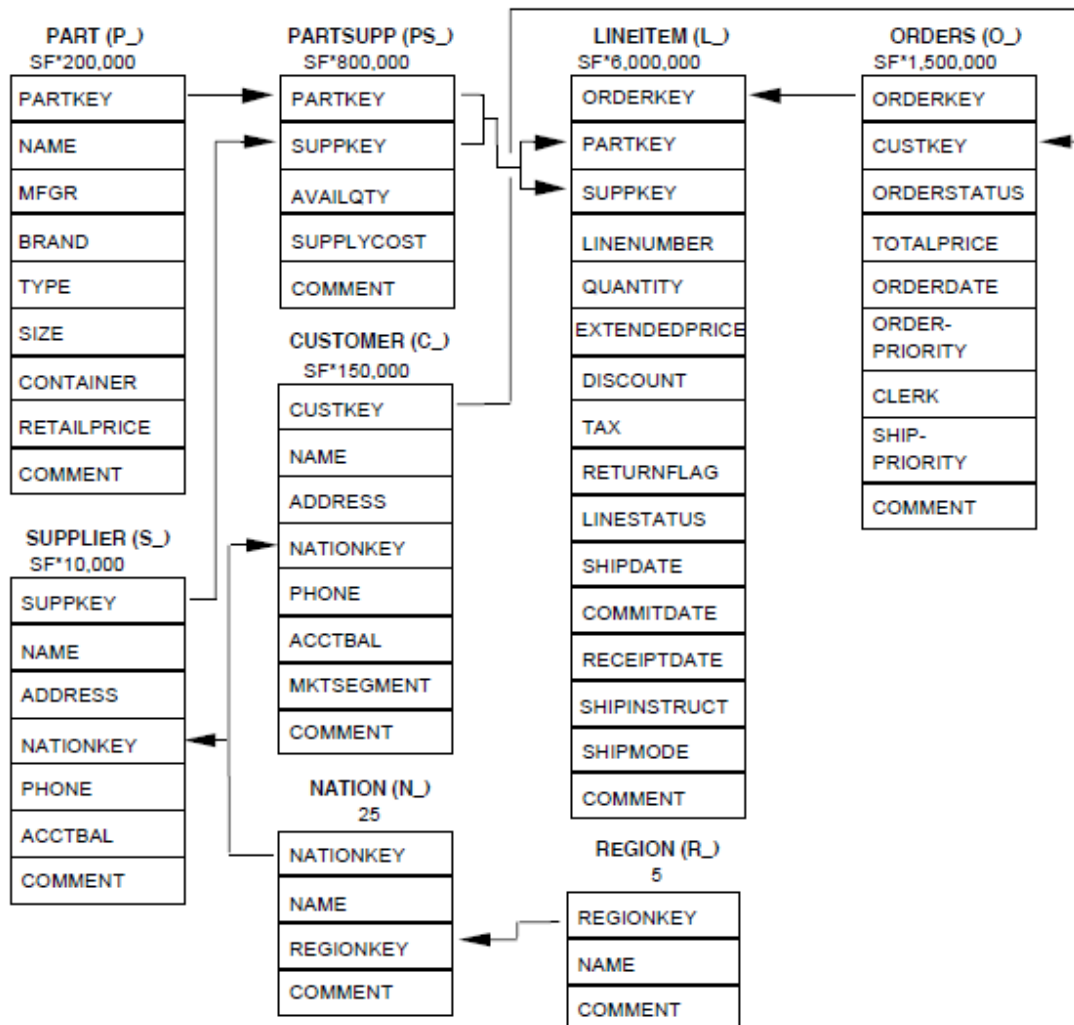 PART (P_)
SF*200,000
PARTKEY
NAME
MFGR
BRAND
TYPE
SIZE
CONTAINER
RETAILPRICE
COMMENT
SUPPLIER (S_)
SF*10,000
SUPPKEY
NAME
ADDRESS
NATIONKEY
PHONE
ACCTBAL
COMMENT
PARTSUPP (PS_)
SF*800,000
PARTKEY
SUPPKEY
AVAILQTY
SUPPLYCOST
COMMENT
CUSTOMER (C_)
SF*150,000
CUSTKEY
NAME
ADDRESS
NATIONKEY
PHONE
ACCTBAL
MKTSEGMENT
COMMENT
NATION (N_)
25
NATIONKEY
NAME
REGIONKEY
COMMENT
LINEITEM (L_)
SF*6,000,000
ORDERKEY
PARTKEY
SUPPKEY
LINENUMBER
QUANTITY
EXTENDEDPRICE
DISCOUNT
TAX
RETURNFLAG
LINESTATUS
SHIPDATE
COMMITDATE
RECEIPTDATE
SHIPINSTRUCT
SHIPMODE
COMMENT
REGION (R_)
5
REGIONKEY
NAME
COMMENT
ORDERS (O_)
SF*1,500,000
ORDERKEY
CUSTKEY
ORDERSTATUS
TOTALPRICE
ORDERDATE
ORDER-
PRIORITY
CLERK
SHIP-
PRIORITY
COMMENT